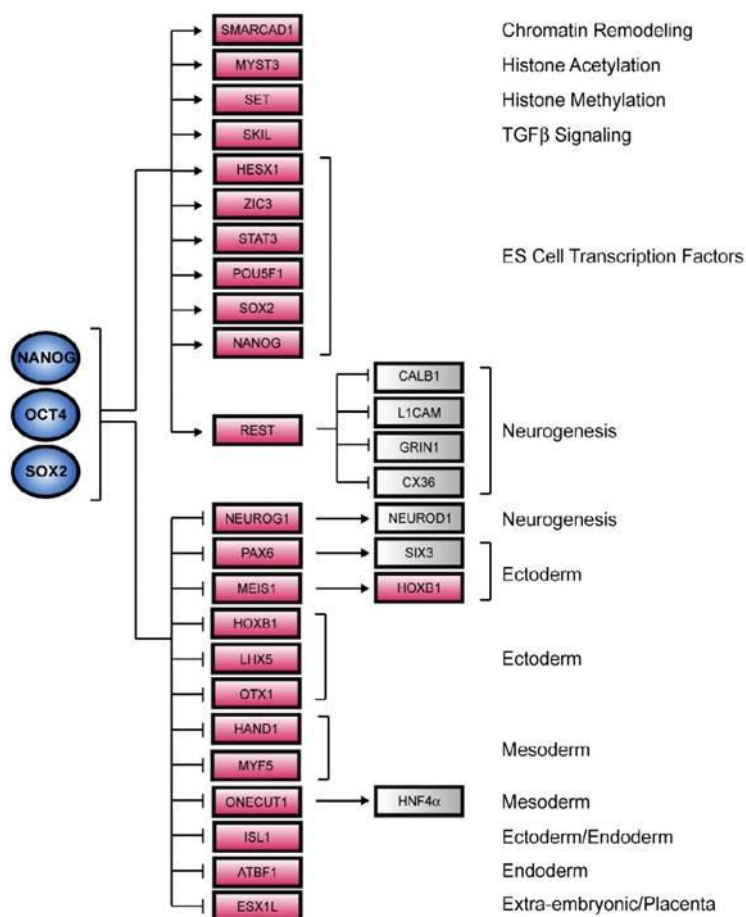 SMARCAD1 Chromatin Remodeling
MYST3 Histone Acetylation
SET Histone Methylation
SKIL TGFβ Signaling
HESX1
ZIC3
STAT3
ES Cell Transcription Factors
POU5F1
SOX2
NANOG
NANOG
OCT4
SOX2
CALB1
L1CAM
REST
Neurogenesis
GRIN1
CX36
NEUROG1 NEUROD1 Neurogenesis
PAX6 SIX3
Ectoderm
MEIS1 HOXB1
HOXB1
LHX5 Ectoderm
OTX1
HAND1
Mesoderm
MYF5
ONECUT1 HNF4α Mesoderm
ISL1 Ectoderm/Endoderm
ATBF1 Endoderm
ESX1L Extra-embryonic/Placenta